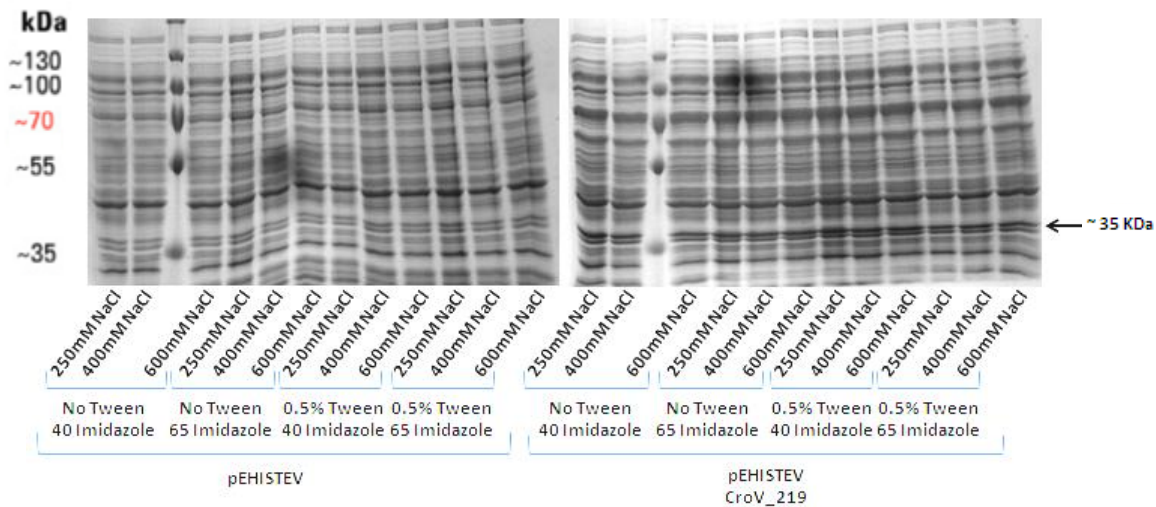 kDa
~130
~100
~70
~55
~35
~ 35 KDa
250mM NaCl
400mM NaCl
600mM NaCl
250mM NaCl
400mM NaCl
600mM NaCl
250mM NaCl
400mM NaCl
600mM NaCl
250mM NaCl
400mM NaCl
600mM NaCl
250mM NaCl
400mM NaCl
600mM NaCl
250mM NaCl
400mM NaCl
600mM NaCl
250mM NaCl
400mM NaCl
600mM NaCl
250mM NaCl
400mM NaCl
600mM NaCl
No Tween
40 Imidazole
No Tween
65 Imidazole
0.5% Tween
40 Imidazole
0.5% Tween
65 Imidazole
No Tween
40 Imidazole
No Tween
65 Imidazole
0.5% Tween
40 Imidazole
0.5% Tween
65 Imidazole
pEHISTEV
pEHISTEV
CroV_219